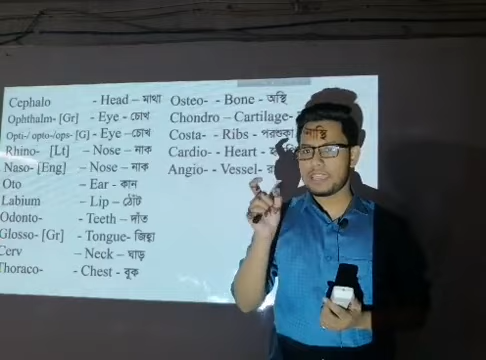 Cephalo - Head – মাথা
Ophthalm- [Gr] - Eye - চোখ
Opti-/ opto-/ops- [G] - Eye –চোখ
Rhino- [Lt] – Nose – নাক
Naso- [Eng] – Nose - নাক
Oto - Ear - কান
Labium – Lip – ঠোঁট
Odonto- - Teeth – দাঁত
Glosso- [Gr] - Tongue- জিহ্বা
Cerv – Neck – ঘাড়
Thoraco- - Chest - বুক
Osteo- - Bone - অস্থি
Chondro – Cartilage-
Costa- - Ribs - পরশুকা
Cardio- - Heart -
Angio- - Vessel-